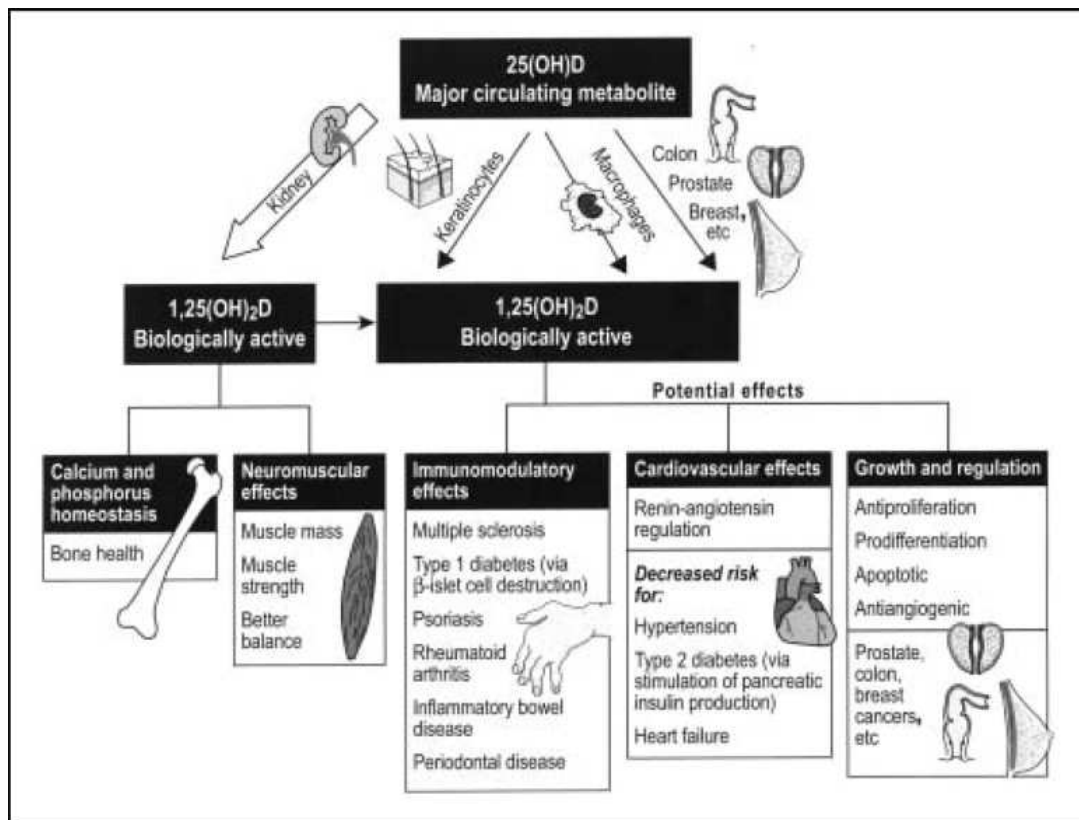 25(OH)D
Major circulating metabolite
Kidney
Keratinocytes
Macrophages
Colon
Prostate
Breast,
etc
1,25(OH)₂D
Biologically active
1,25(OH)₂D
Biologically active
Potential effects
Calcium and
phosphorus
homeostasis
Bone health
Neuromuscular
effects
Muscle mass
Muscle
strength
Better
balance
Immunomodulatory
effects
Multiple sclerosis
Type 1 diabetes (via
β-islet cell destruction)
Psoriasis
Rheumatoid
arthritis
Inflammatory bowel
disease
Periodontal disease
Cardiovascular effects
Renin-angiotensin
regulation
Decreased risk
for:
Hypertension
Type 2 diabetes (via
stimulation of pancreatic
insulin production)
Heart failure
Growth and regulation
Antiproliferation
Prodifferentiation
Apoptotic
Antiangiogenic
Prostate,
colon,
breast
cancers,
etc